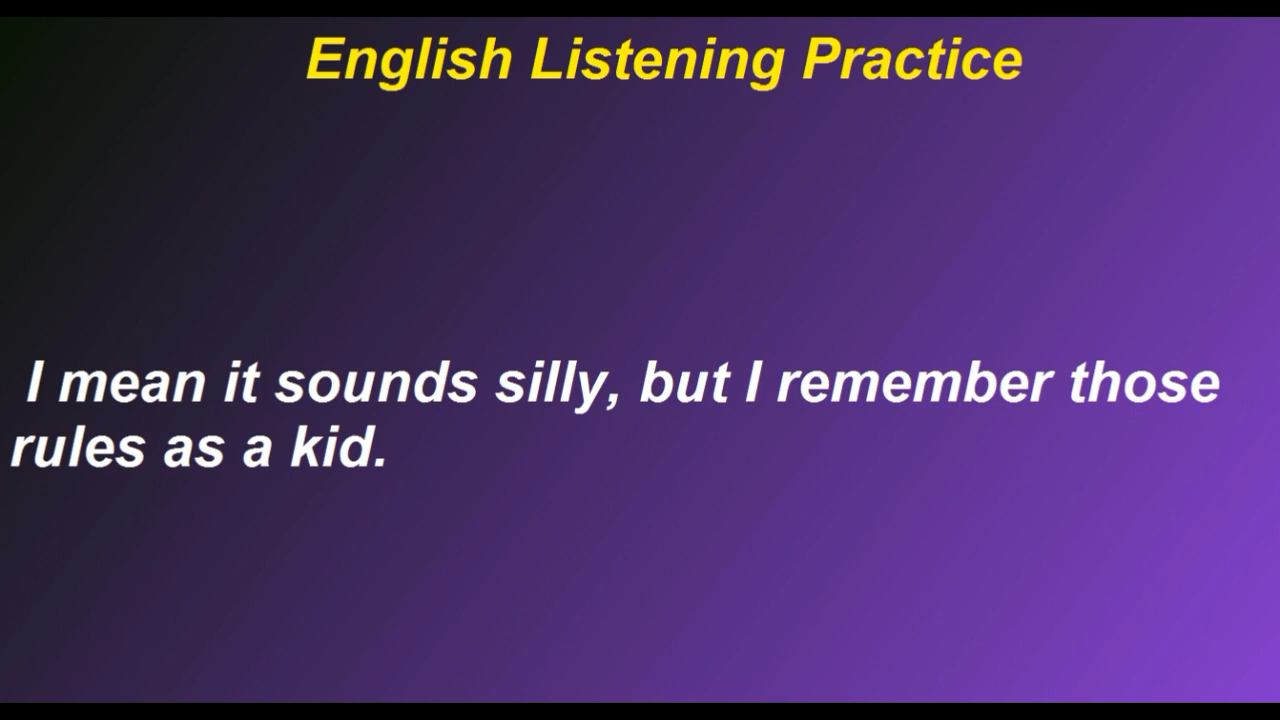 English Listening Practice
I mean it sounds silly, but I remember those
rules as a kid.